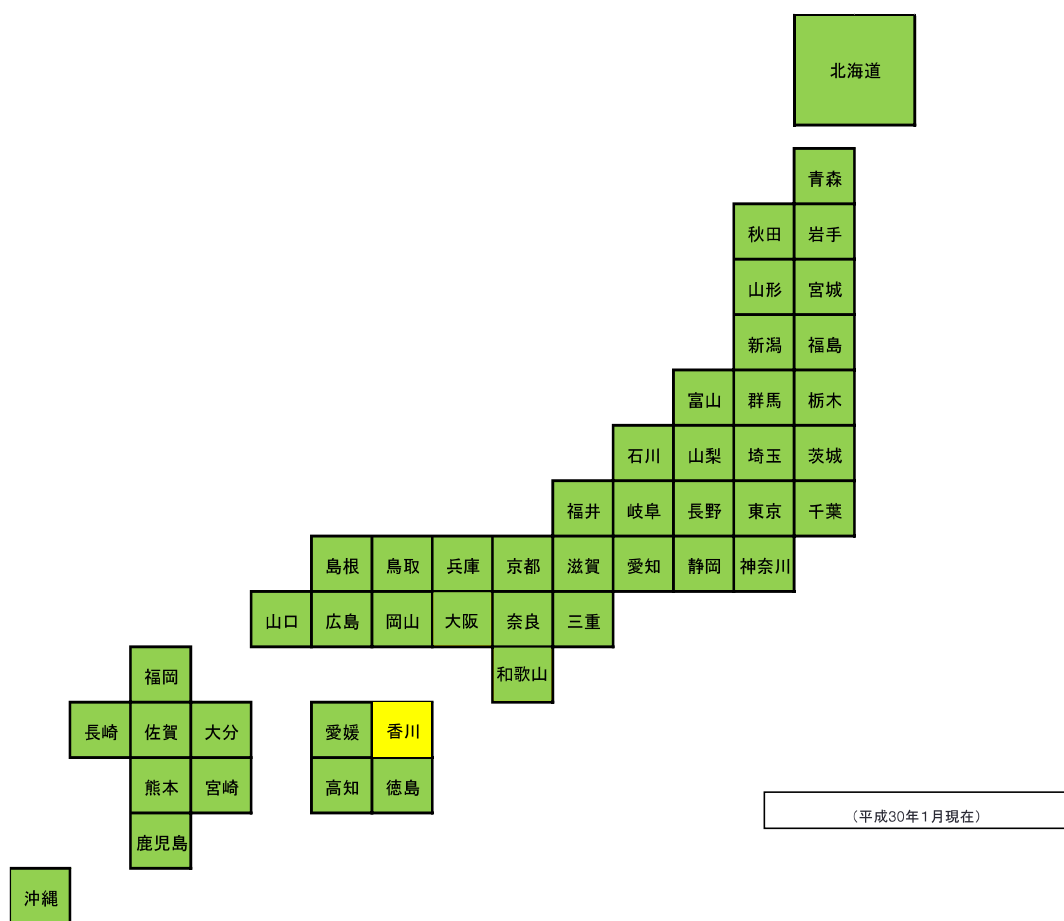 北海道
青森
秋田 岩手
山形 宮城
新潟 福島
富山 群馬 栃木
石川 山梨 埼玉 茨城
福井 岐阜 長野 東京 千葉
島根 鳥取 兵庫 京都 滋賀 愛知 静岡 神奈川
山口 広島 岡山 大阪 奈良 三重
福岡 和歌山
長崎 佐賀 大分 愛媛 香川
熊本 宮崎 高知 徳島
(平成30年1月現在)
鹿児島
沖縄